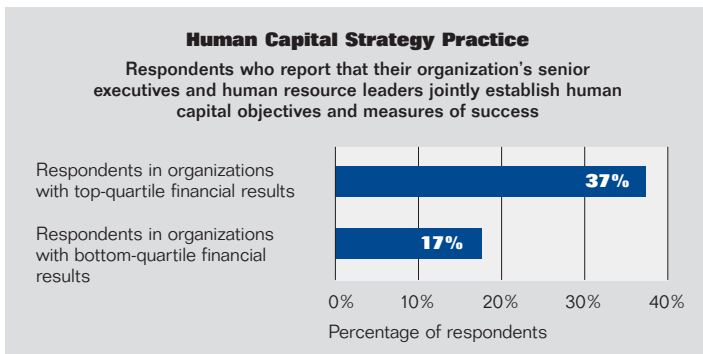 Human Capital Strategy Practice
Respondents who report that their organization's senior
executives and human resource leaders jointly establish human
capital objectives and measures of success
Respondents in organizations
with top-quartile financial results
37%
Respondents in organizations
with bottom-quartile financial
results
17%
0% 10% 20% 30% 40%
Percentage of respondents